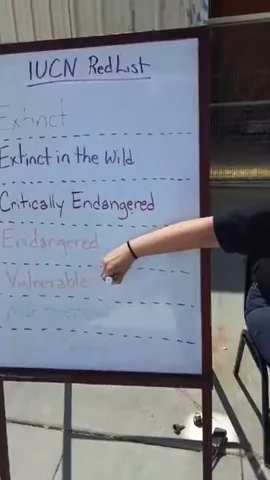 IUCN Red List
Extinct
Extinct in the Wild
Critically Endangered
Endangered
Vulnerable